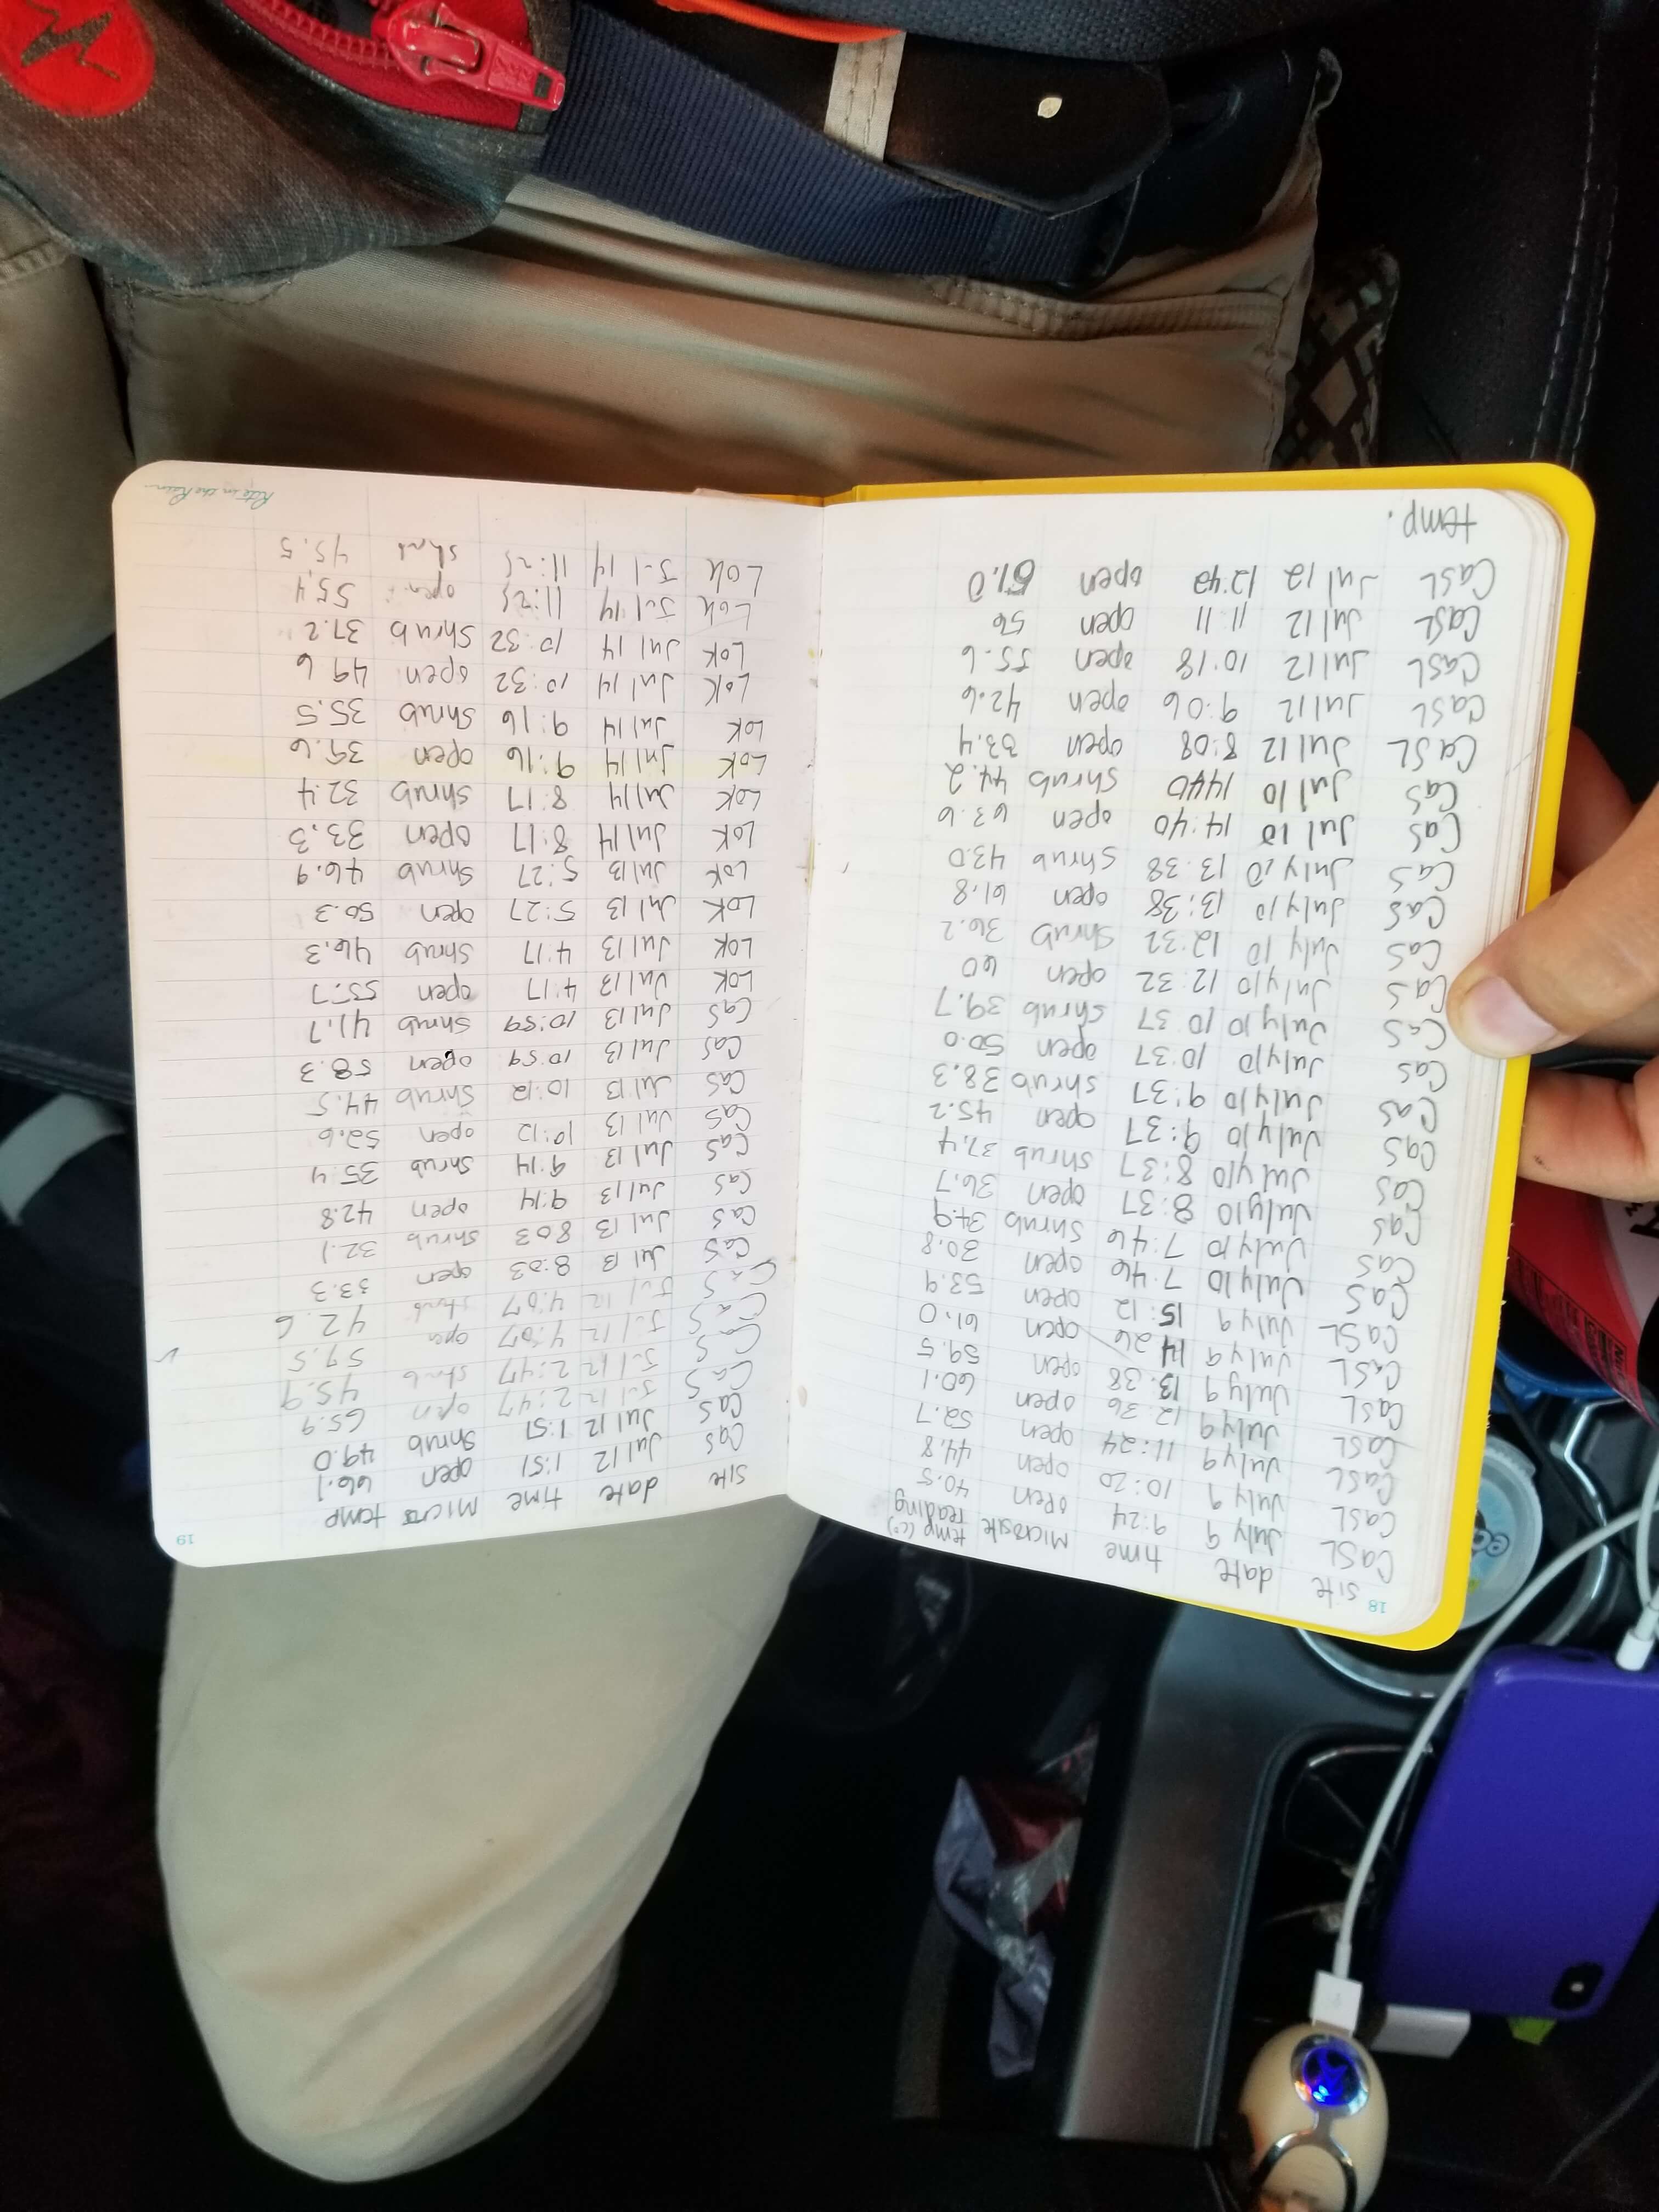 18
site date time Microsite temp (c°) reading
CaSL July 9 9:24 open 40.5
CaSL July 9 10:20 open 44.8
CaSL July 9 11:24 open 52.7
CaSL July 9 12:36 open 60.1
CaSL July 9 13:38 open 59.5
CaSL July 9 14 26 open 61.0
CaSL July 9 15 12 open 53.9
CaS July 10 7:46 open 30.8
CaS July 10 7:46 shrub 34.9
CaS July 10 8:37 open 36.7
CaS July 10 8:37 shrub 37.4
CaS July 10 9:37 open 45.2
CaS July 10 9:37 shrub 38.3
CaS July 10 10:37 open 50.0
CaS July 10 10 37 shrub 39.7
CaS July 10 12:32 open 60
CaS July 10 12:32 shrub 36.2
CaS July 10 13:38 open 61.8
CaS July 10 13:38 shrub 43.0
CaS Jul 10 14:40 open 63.6
CaS Jul 10 1440 shrub 44.2
CaSL Jul 12 8:08 open 33.4
CaSL Jul 12 9:06 open 42.6
CaSL Jul 12 10:18 open 55.6
CaSL Jul 12 11:11 open 56
CaSL Jul 12 12:42 open 61.0
temp.
19
site date time micro temp
CaS Jul 12 1:51 open 66.1
CaS Jul 12 1:51 shrub 49.0
CaS Jul 12 2:47 open 65.9
CaS Jul 12 2:47 shrub 45.9
CaS Jul 12 4:07 open 57.5
CaS Jul 12 4:07 shrub 42.6
CaS Jul 13 8:03 open 33.3
CaS Jul 13 803 shrub 32.1
CaS Jul 13 9:14 open 42.8
CaS Jul 13 9:14 shrub 35.4
CaS Jul 13 10:12 open 52.6
CaS Jul 13 10:12 shrub 44.5
CaS Jul 13 10:59 open 58.3
CaS Jul 13 10:59 shrub 41.7
LOK Jul 13 4:17 open 55.7
LOK Jul 13 4:17 shrub 46.3
LOK Jul 13 5:27 open 50.3
LOK Jul 13 5:27 shrub 46.9
LOK Jul 14 8:17 open 33.3
LOK Jul 14 8:17 shrub 32.4
LOK Jul 14 9:16 open 39.6
LOK Jul 14 9:16 shrub 35.5
LOK Jul 14 10:32 open 49.6
LOK Jul 14 10:32 shrub 37.2
LOK Jul 14 11:25 open 55.4
LOK Jul 14 11:25 shrub 45.5
Rite in the Rain